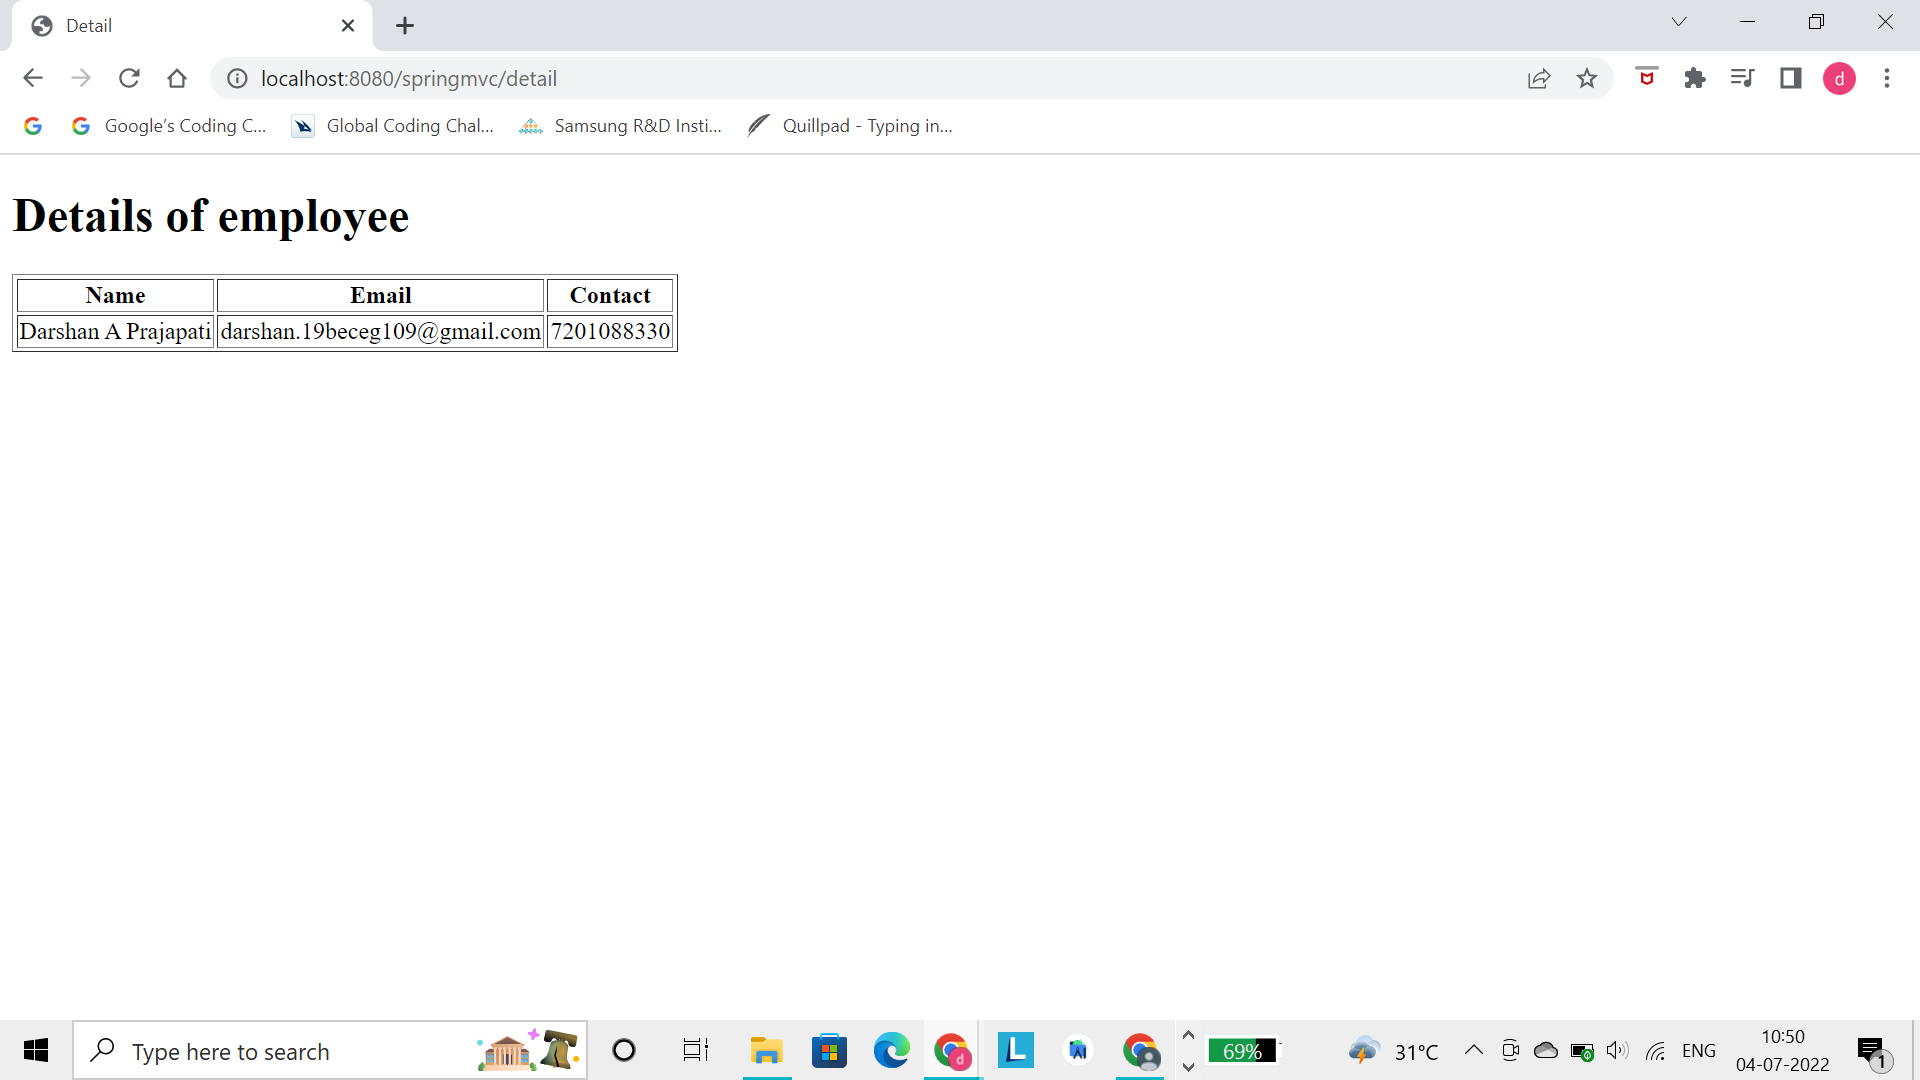 Detail
localhost:8080/springmvc/detail
d
Google's Coding C... Global Coding Chal... Samsung R&D Insti... Quillpad - Typing in...
Details of employee
Name Email Contact
Darshan A Prajapati darshan.19beceg109@gmail.com 7201088330
Type here to search
d
L
69%
31°C
ENG
10:50
04-07-2022
1